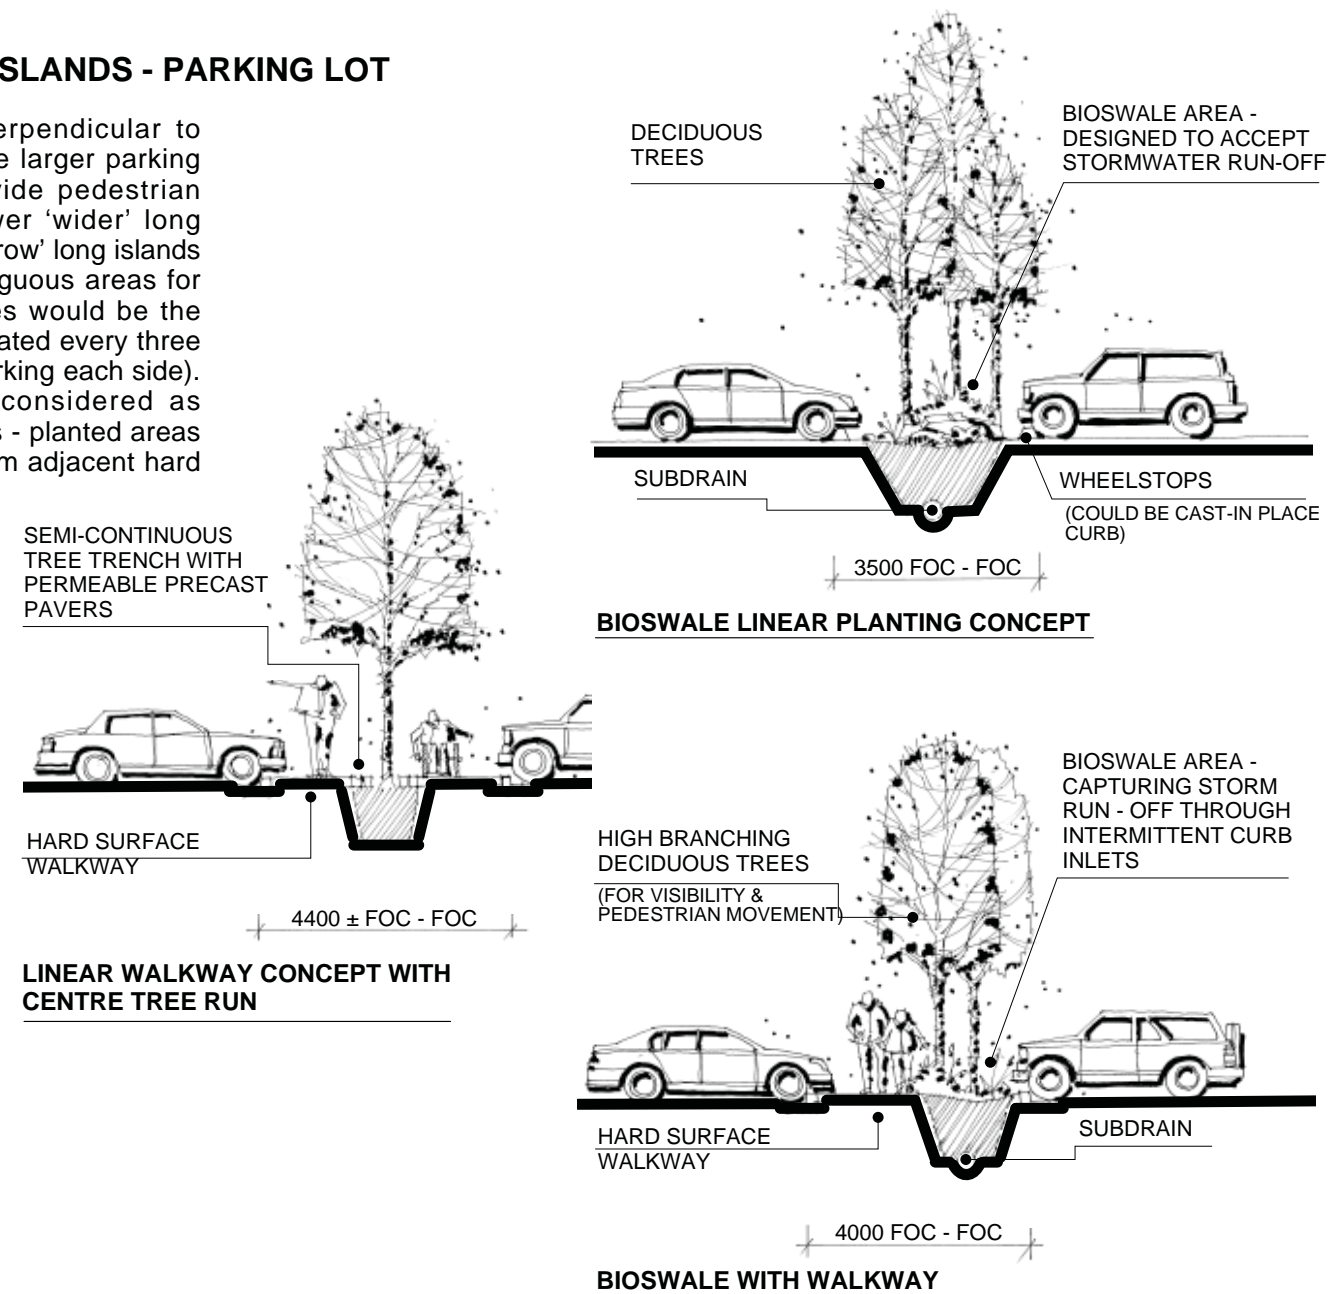 SLANDS - PARKING LOT
erpendicular to
e larger parking
vide pedestrian
wer ‘wider’ long
row’ long islands
guous areas for
es would be the
ated every three
rking each side).
considered as
s - planted areas
m adjacent hard
SEMI-CONTINUOUS
TREE TRENCH WITH
PERMEABLE PRECAST
PAVERS
HARD SURFACE
WALKWAY
4400 ± FOC - FOC
LINEAR WALKWAY CONCEPT WITH
CENTRE TREE RUN
DECIDUOUS
TREES
BIOSWALE AREA -
DESIGNED TO ACCEPT
STORMWATER RUN-OFF
SUBDRAIN
WHEELSTOPS
(COULD BE CAST-IN PLACE
CURB)
3500 FOC - FOC
BIOSWALE LINEAR PLANTING CONCEPT
HIGH BRANCHING
DECIDUOUS TREES
(FOR VISIBILITY &
PEDESTRIAN MOVEMENT)
BIOSWALE AREA -
CAPTURING STORM
RUN - OFF THROUGH
INTERMITTENT CURB
INLETS
HARD SURFACE
WALKWAY
SUBDRAIN
4000 FOC - FOC
BIOSWALE WITH WALKWAY